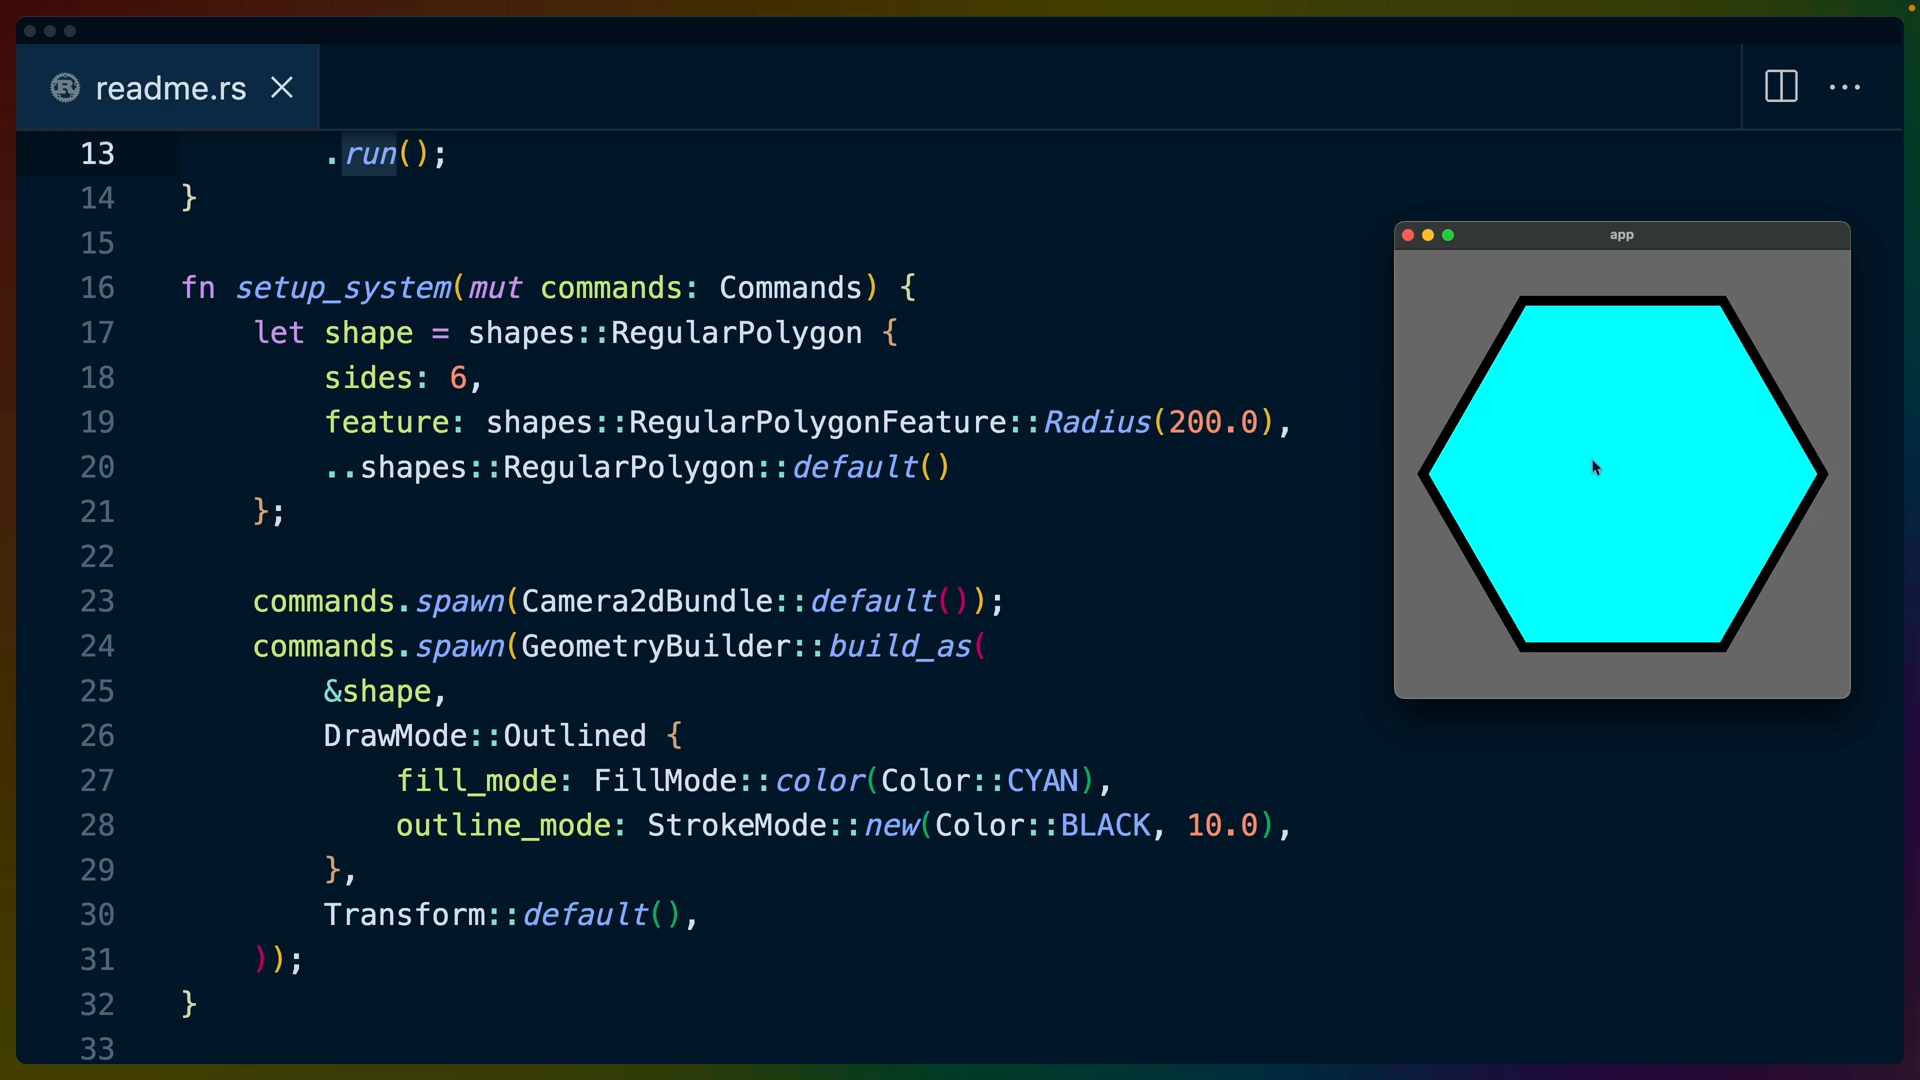 readme.rs
13 .run();
14 }
15
16 fn setup_system(mut commands: Commands) {
17 let shape = shapes::RegularPolygon {
18 sides: 6,
19 feature: shapes::RegularPolygonFeature::Radius(200.0),
20 ..shapes::RegularPolygon::default()
21 };
22
23 commands.spawn(Camera2dBundle::default());
24 commands.spawn(GeometryBuilder::build_as(
25 &shape,
26 DrawMode::Outlined {
27 fill_mode: FillMode::color(Color::CYAN),
28 outline_mode: StrokeMode::new(Color::BLACK, 10.0),
29 },
30 Transform::default(),
31 ));
32 }
33
app